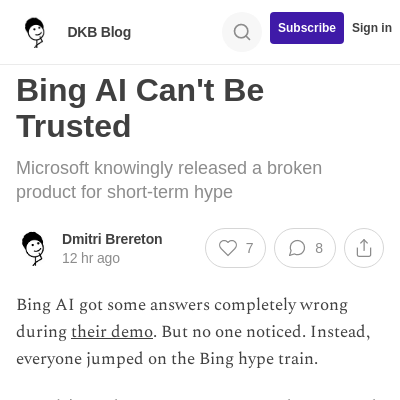 DKB Blog
Subscribe
Sign in
Bing AI Can't Be
Trusted
Microsoft knowingly released a broken
product for short-term hype
Dmitri Brereton
12 hr ago
7
8
Bing AI got some answers completely wrong
during their demo. But no one noticed. Instead,
everyone jumped on the Bing hype train.